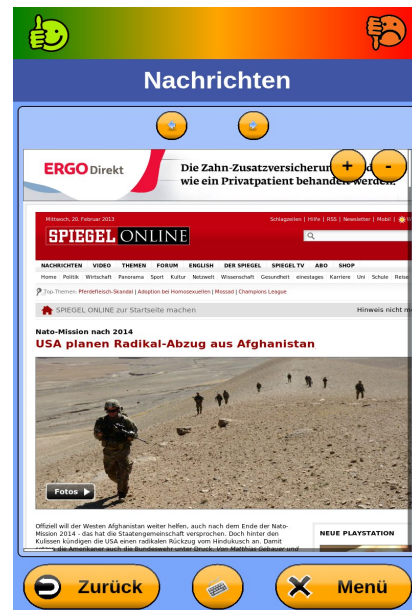 Nachrichten
ERGO Direkt
Die Zahn-Zusatzversicherun
wie ein Privatpatient behandelt werden.
+
-
Mittwoch, 20. Februar 2013
Schlagzeilen | Hilfe | RSS | Newsletter | Mobil |
SPIEGEL ONLINE
NACHRICHTEN VIDEO THEMEN FORUM ENGLISH DER SPIEGEL SPIEGEL TV ABO SHOP
Home Politik Wirtschaft Panorama Sport Kultur Netzwelt Wissenschaft Gesundheit einestages Karriere Uni Schule Reise
Top-Themen: Pferdefleisch-Skandal | Adoption bei Homosexuellen | Mossad | Champions League
SPIEGEL ONLINE zur Startseite machen
Hinweis nicht m
Nato-Mission nach 2014
USA planen Radikal-Abzug aus Afghanistan
Fotos
Offiziell will der Westen Afghanistan weiter helfen, auch nach dem Ende der Nato-
Mission 2014 - das hat die Staatengemeinschaft versprochen. Doch hinter den
Kulissen kündigen die USA einen radikalen Rückzug vom Hindukusch an. Damit
die Amerikaner auch die Bundeswehr unter Druck. Von Matthias Gebauer und
NEUE PLAYSTATION
Zurück
Menü